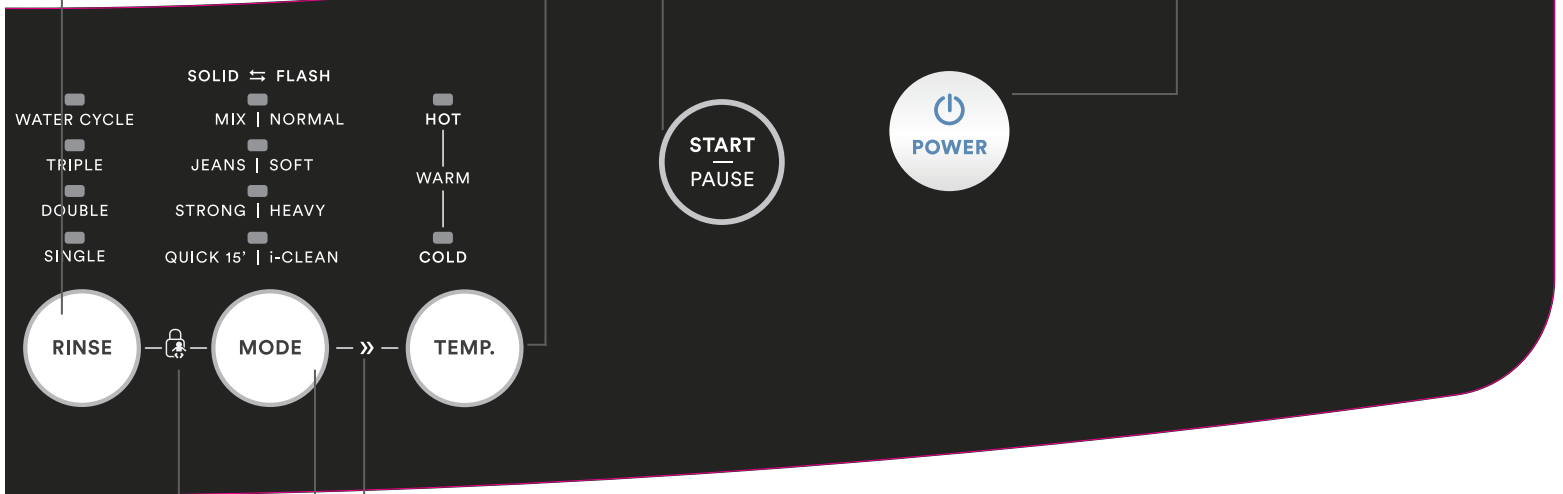 SOLID ⇆ FLASH
WATER CYCLE
TRIPLE
DOUBLE
SINGLE
MIX | NORMAL
JEANS | SOFT
STRONG | HEAVY
QUICK 15’ | i-CLEAN
HOT
WARM
COLD
RINSE
MODE
»
TEMP.
START
PAUSE
POWER